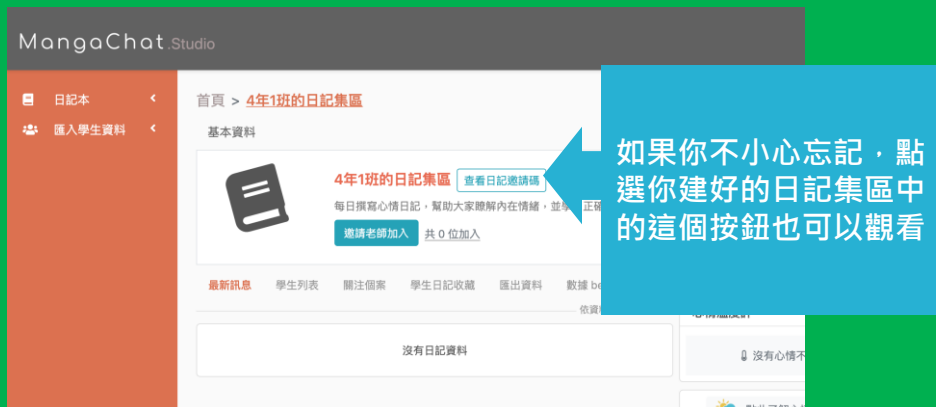 MangaChat.Studio
日記本
匯入學生資料
首頁 > 4年1班的日記集區
基本資料
4年1班的日記集區 查看日記邀請碼
每日撰寫心情日記，幫助大家瞭解內在情緒，並學 正確
邀請老師加入 共 0 位加入
如果你不小心忘記，點
選你建好的日記集區中
的這個按鈕也可以觀看
最新訊息 學生列表 關注個案 學生日記收藏 匯出資料 數據 be
依資
沒有日記資料
沒有心情不